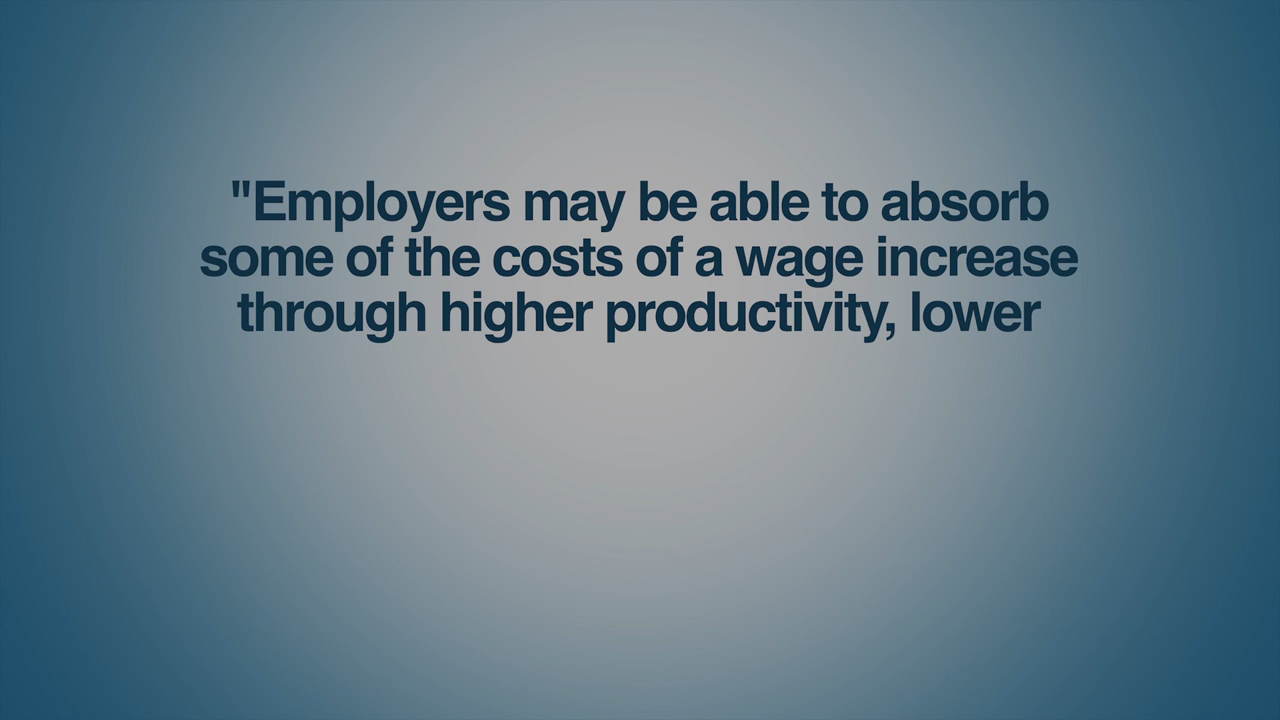 "Employers may be able to absorb
some of the costs of a wage increase
through higher productivity, lower